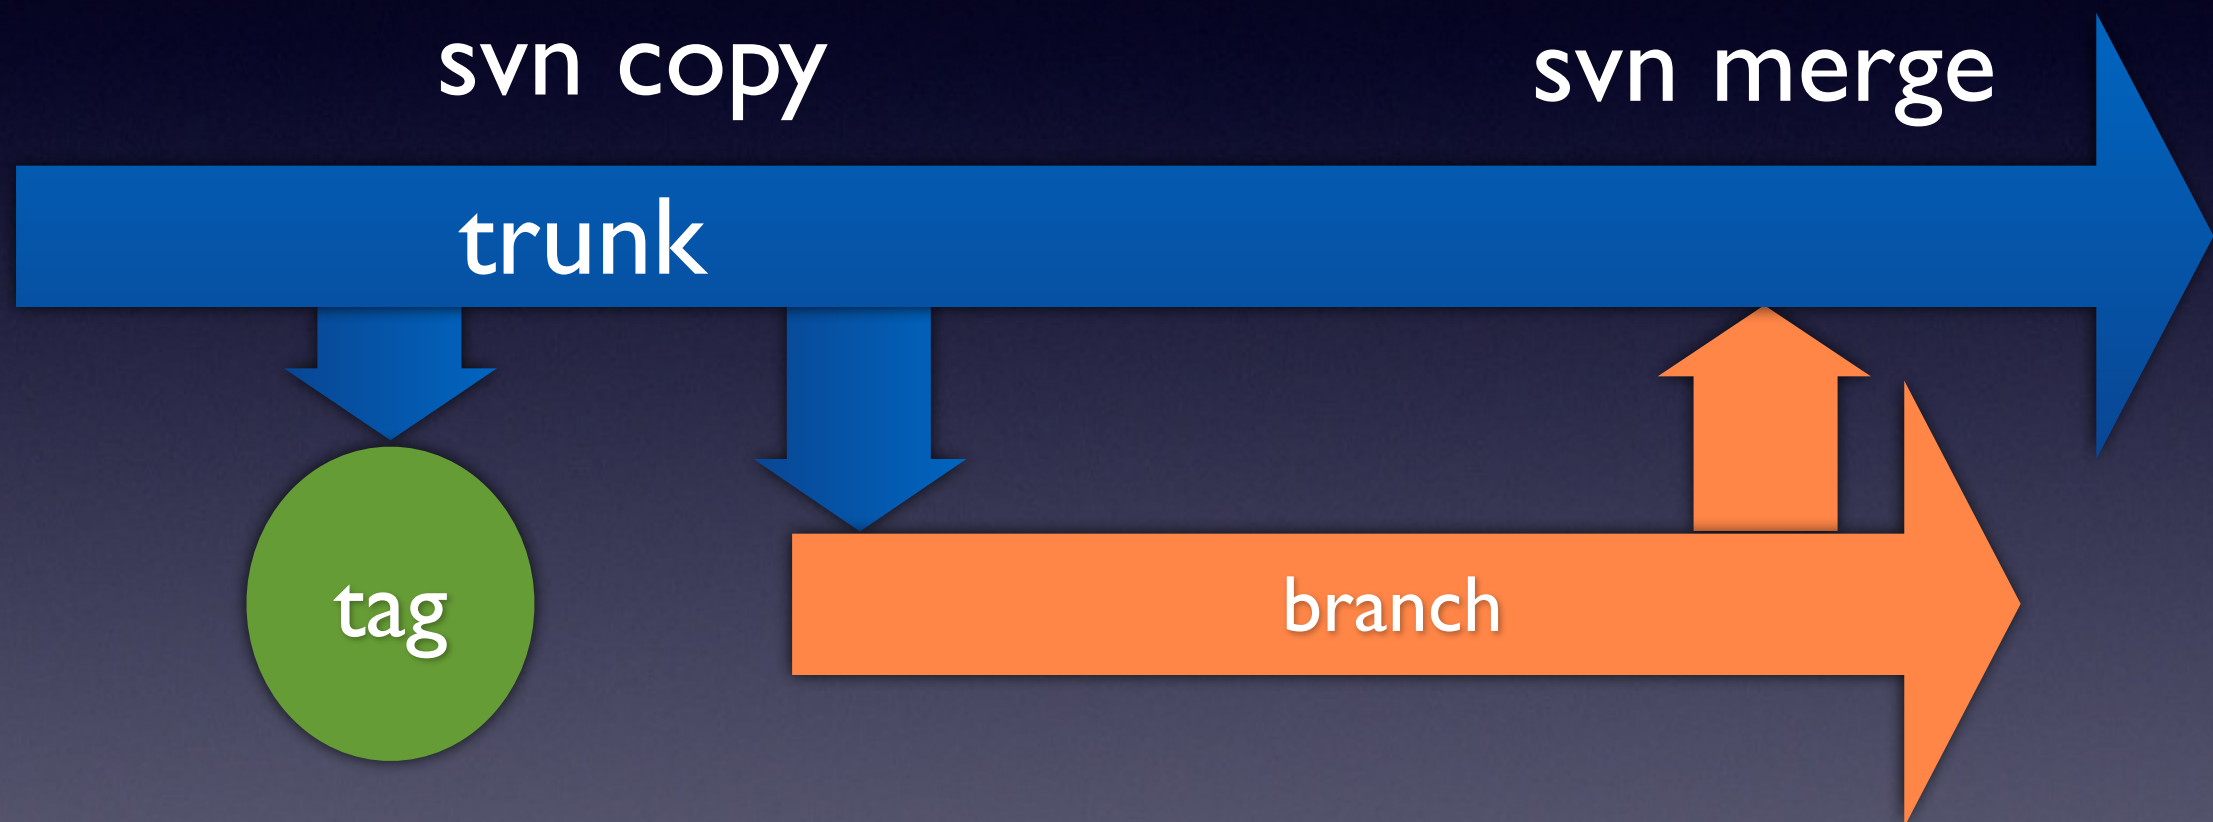 svn copy
svn merge
trunk
tag
branch